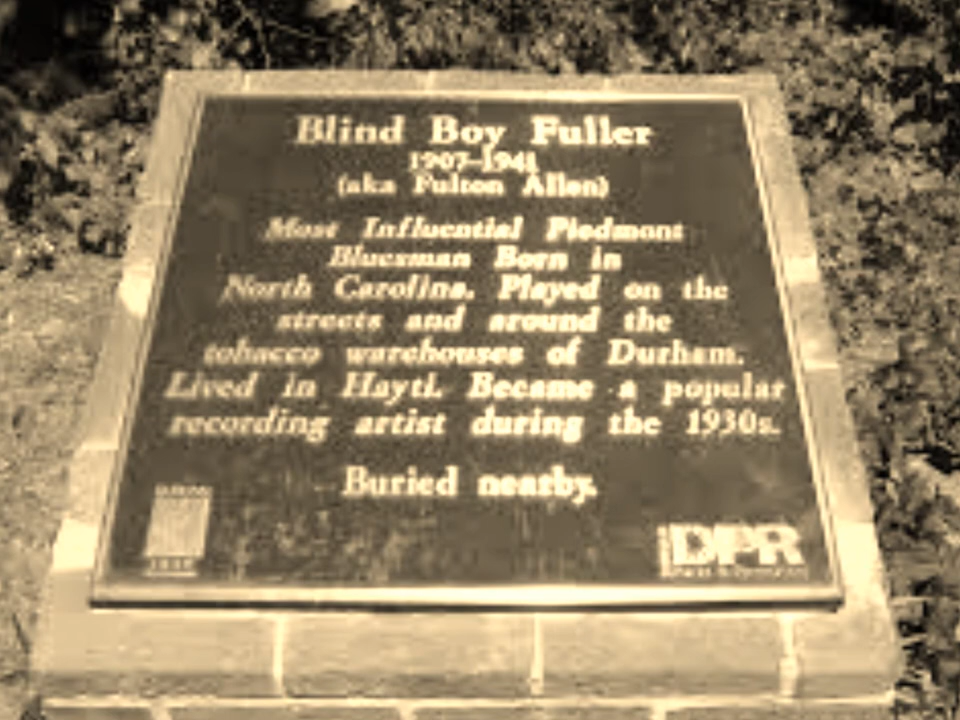 Blind Boy Fuller
1907-1941
(aka Fulton Allen)
Most Influential Piedmont
Bluesman Born in
North Carolina. Played on the
streets and around the
tobacco warehouses of Durham.
Lived in Hayti. Became a popular
recording artist during the 1930s.
Buried nearby.
DPR